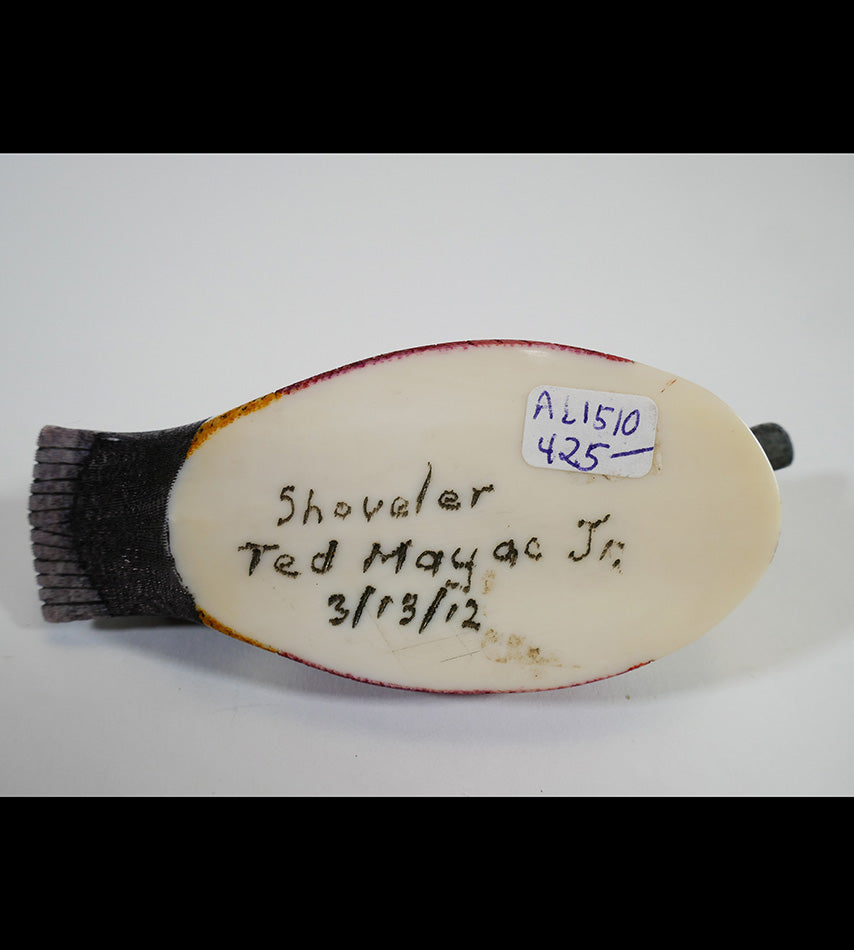 AL1510
425—
Shoveler
Ted Mayac Jr.
3/13/12